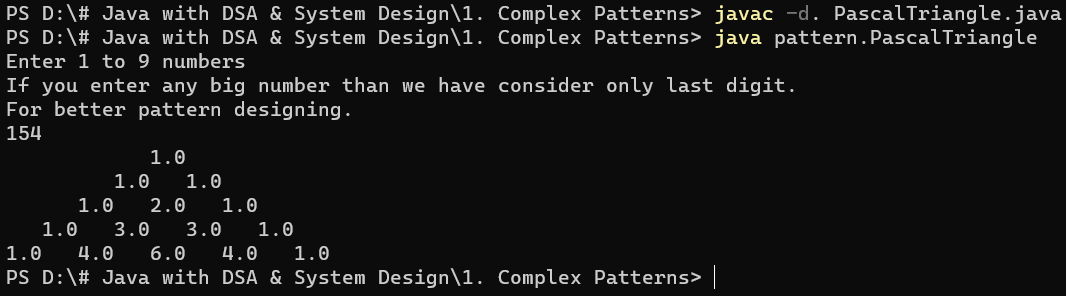 PS D:\# Java with DSA & System Design\1. Complex Patterns> javac -d. PascalTriangle.java
PS D:\# Java with DSA & System Design\1. Complex Patterns> java pattern.PascalTriangle
Enter 1 to 9 numbers
If you enter any big number than we have consider only last digit.
For better pattern designing.
154
            1.0
         1.0   1.0
      1.0   2.0   1.0
   1.0   3.0   3.0   1.0
1.0   4.0   6.0   4.0   1.0
PS D:\# Java with DSA & System Design\1. Complex Patterns>